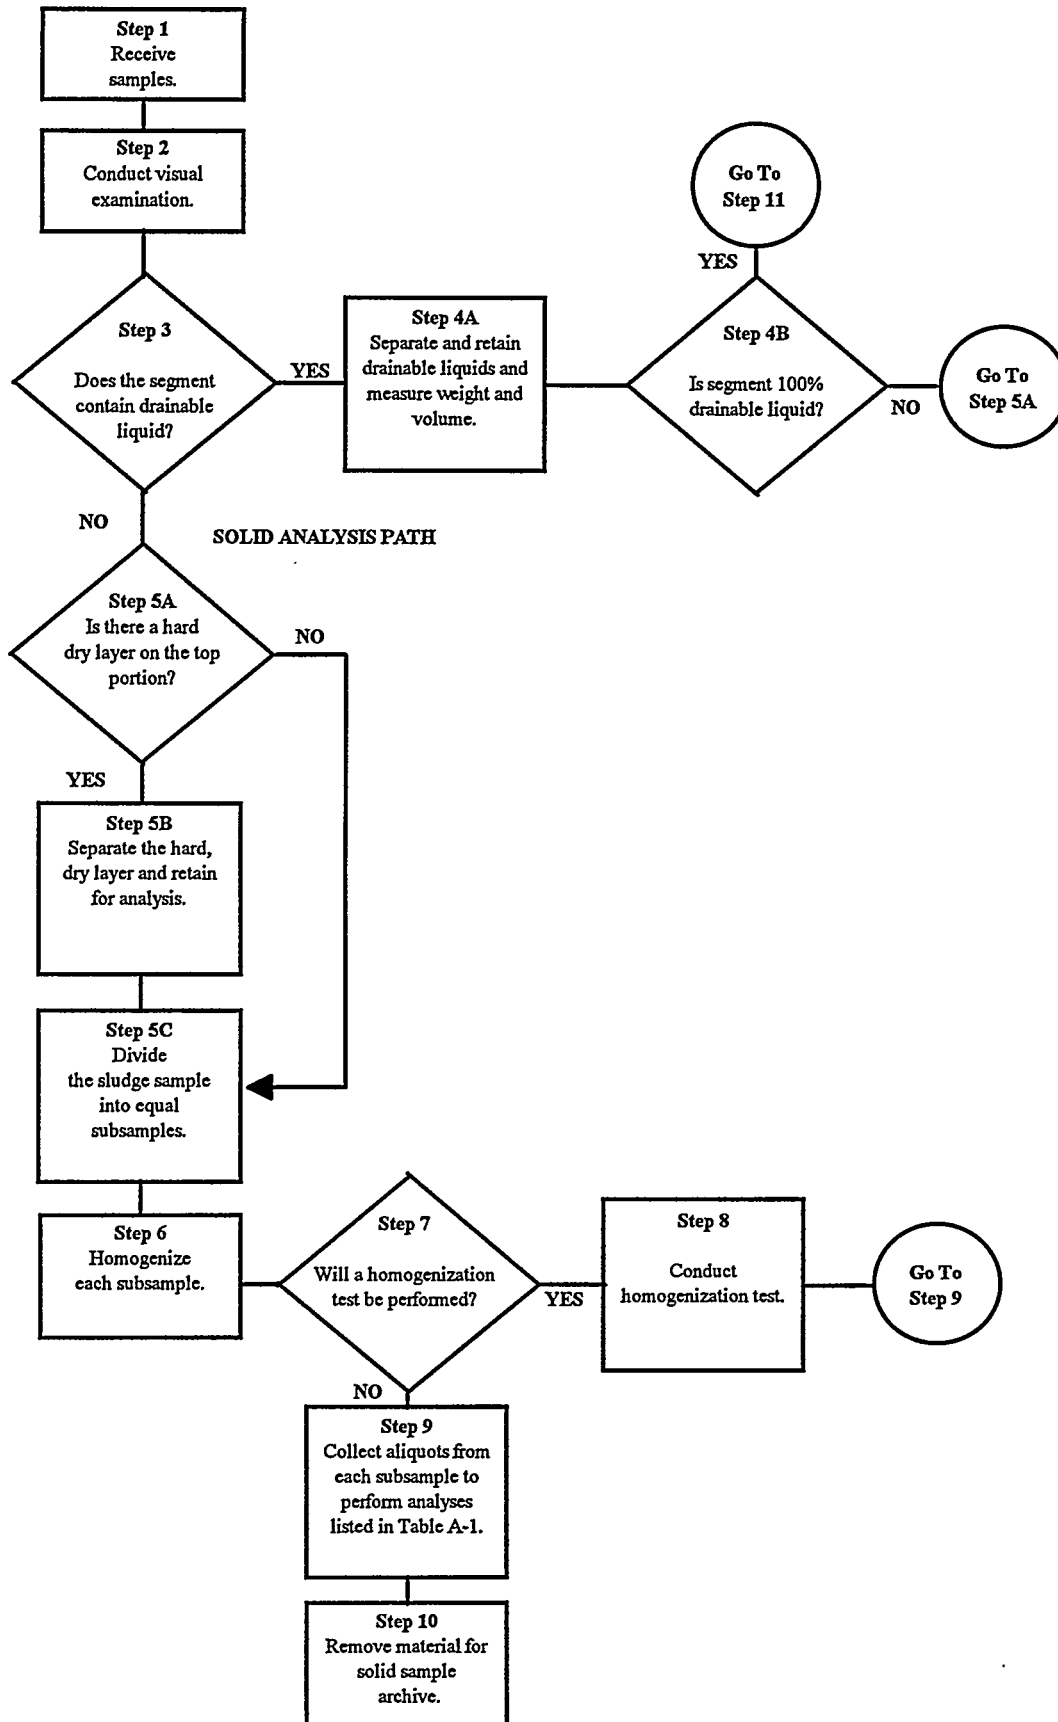 Step 1
Receive
samples.
Step 2
Conduct visual
examination.
Go To
Step 11
YES
Step 3
Does the segment
contain drainable
liquid?
YES
Step 4A
Separate and retain
drainable liquids and
measure weight and
volume.
Step 4B
Is segment 100%
drainable liquid?
NO
Go To
Step 5A
NO
SOLID ANALYSIS PATH
Step 5A
Is there a hard
dry layer on the top
portion?
NO
YES
Step 5B
Separate the hard,
dry layer and retain
for analysis.
Step 5C
Divide
the sludge sample
into equal
subsamples.
Step 6
Homogenize
each subsample.
Step 7
Will a homogenization
test be performed?
YES
Step 8
Conduct
homogenization test.
Go To
Step 9
NO
Step 9
Collect aliquots from
each subsample to
perform analyses
listed in Table A-1.
Step 10
Remove material for
solid sample
archive.